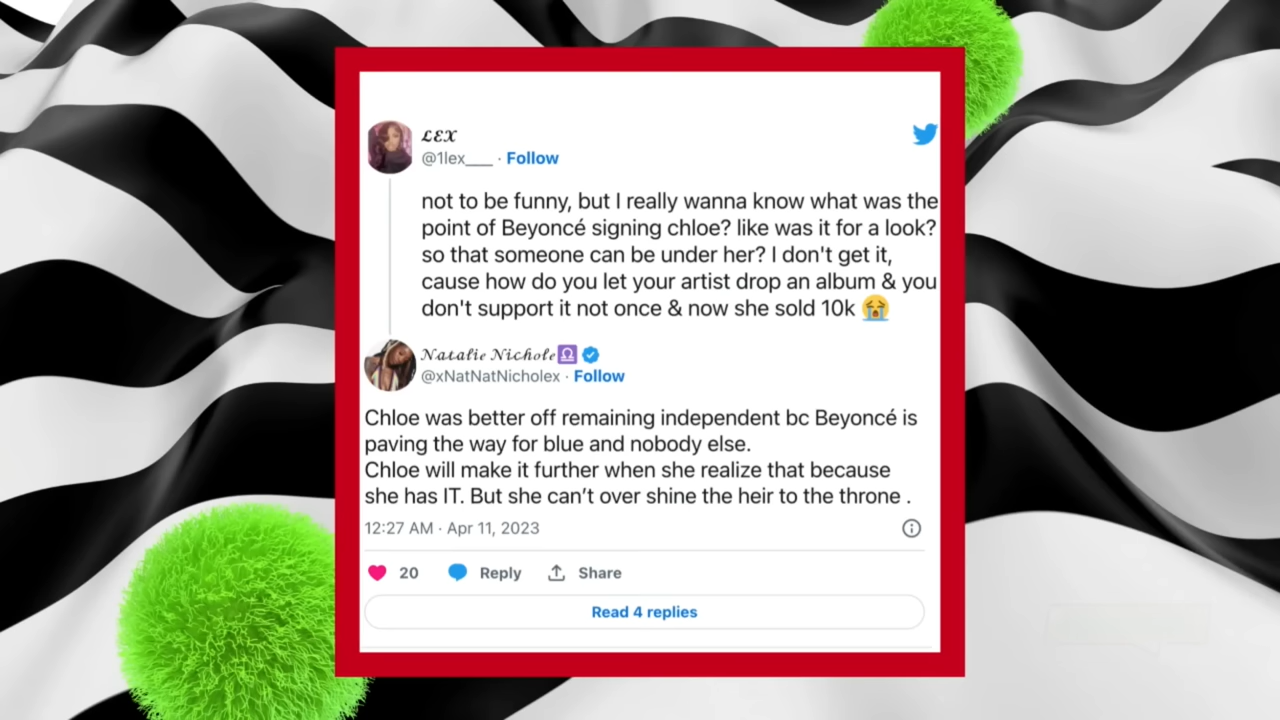 ℒℰ𝒳
@1lex___ · Follow
not to be funny, but I really wanna know what was the
point of Beyoncé signing chloe? like was it for a look?
so that someone can be under her? I don't get it,
cause how do you let your artist drop an album & you
don't support it not once & now she sold 10k 😭
𝒩𝒶𝓉𝒶𝓁𝒾ℯ 𝒩𝒾𝒸𝒽ℴ𝓁ℯ♎
@xNatNatNicholex · Follow
Chloe was better off remaining independent bc Beyoncé is
paving the way for blue and nobody else.
Chloe will make it further when she realize that because
she has IT. But she can’t over shine the heir to the throne .
12:27 AM · Apr 11, 2023
20 Reply Share
Read 4 replies